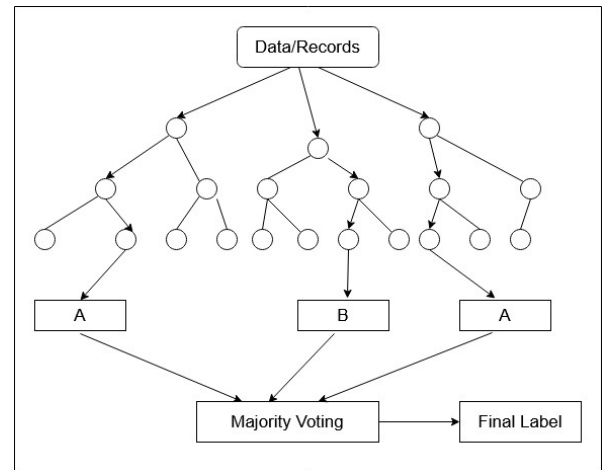 Data/Records
A
B
A
Majority Voting
Final Label